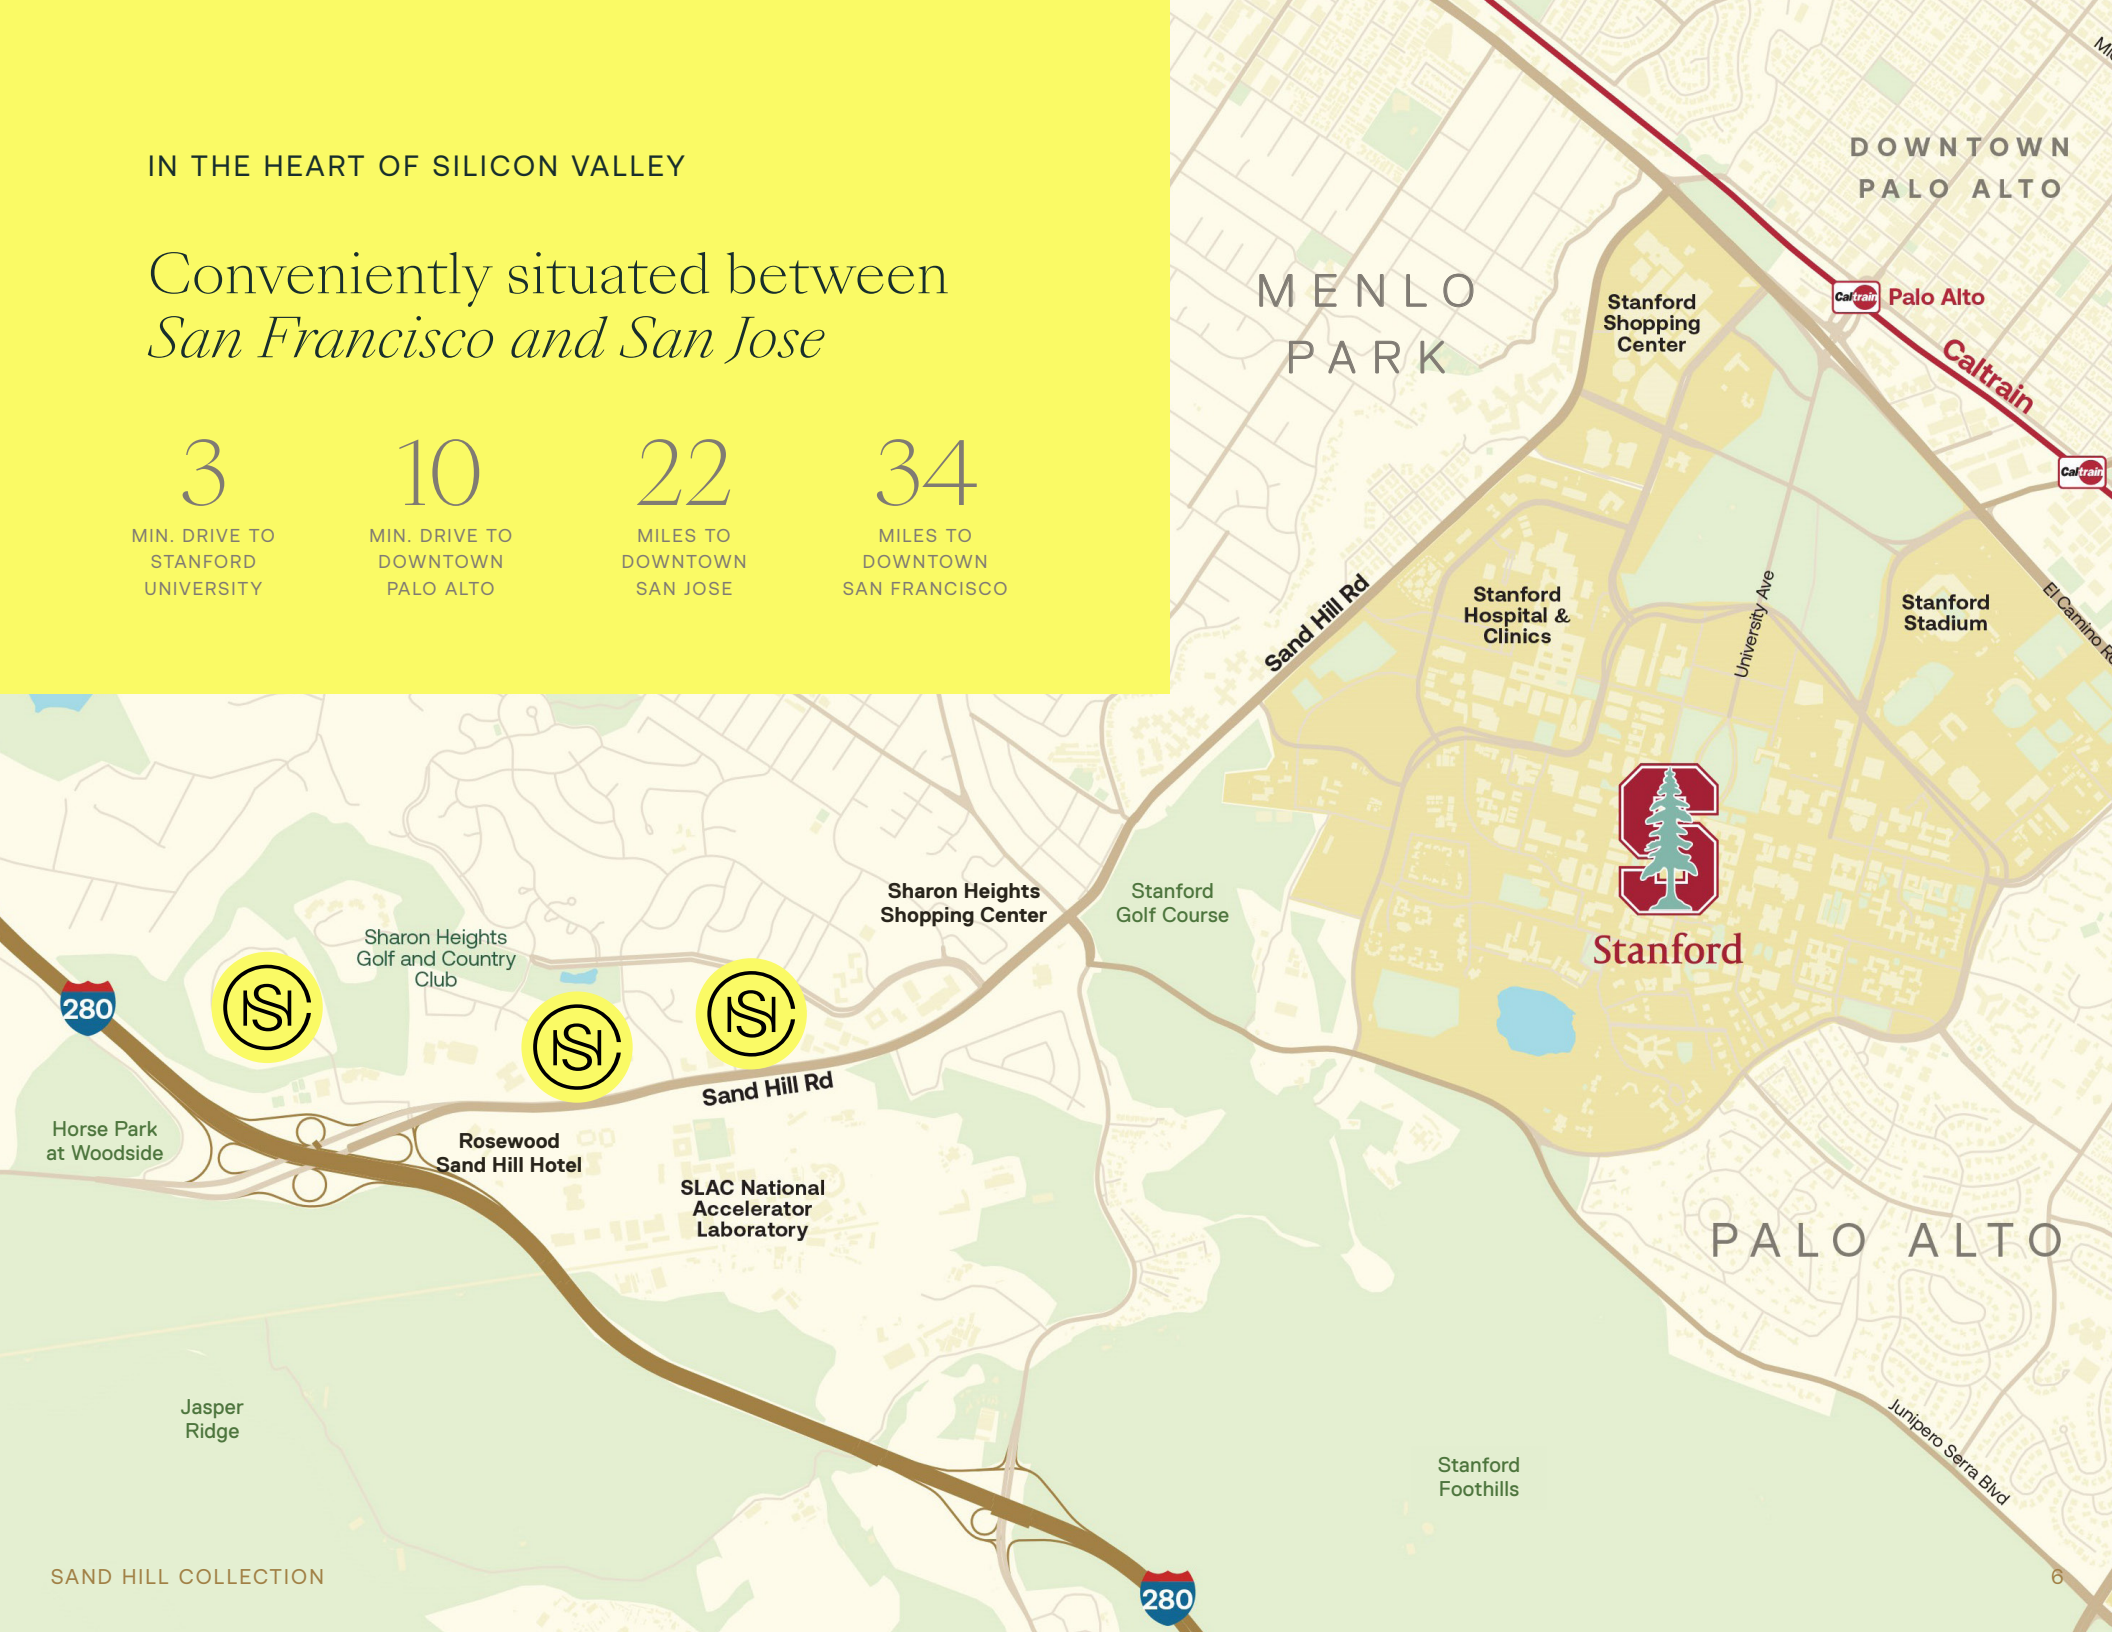 IN THE HEART OF SILICON VALLEY
Conveniently situated between
San Francisco and San Jose
3
MIN. DRIVE TO
STANFORD
UNIVERSITY
10
MIN. DRIVE TO
DOWNTOWN
PALO ALTO
22
MILES TO
DOWNTOWN
SAN JOSE
34
MILES TO
DOWNTOWN
SAN FRANCISCO
DOWNTOWN
PALO ALTO
MENLO
PARK
Stanford
Shopping
Center
Caltrain
Palo Alto
Caltrain
Caltrain
Sand Hill Rd
Stanford
Hospital &
Clinics
University Ave
Stanford
Stadium
El Camino
Stanford
Sharon Heights
Shopping Center
Stanford
Golf Course
Sharon Heights
Golf and Country
Club
280
Sand Hill Rd
Horse Park
at Woodside
Rosewood
Sand Hill Hotel
SLAC National
Accelerator
Laboratory
PALO ALTO
Jasper
Ridge
Junipero Serra Blvd
Stanford
Foothills
280
SAND HILL COLLECTION
6